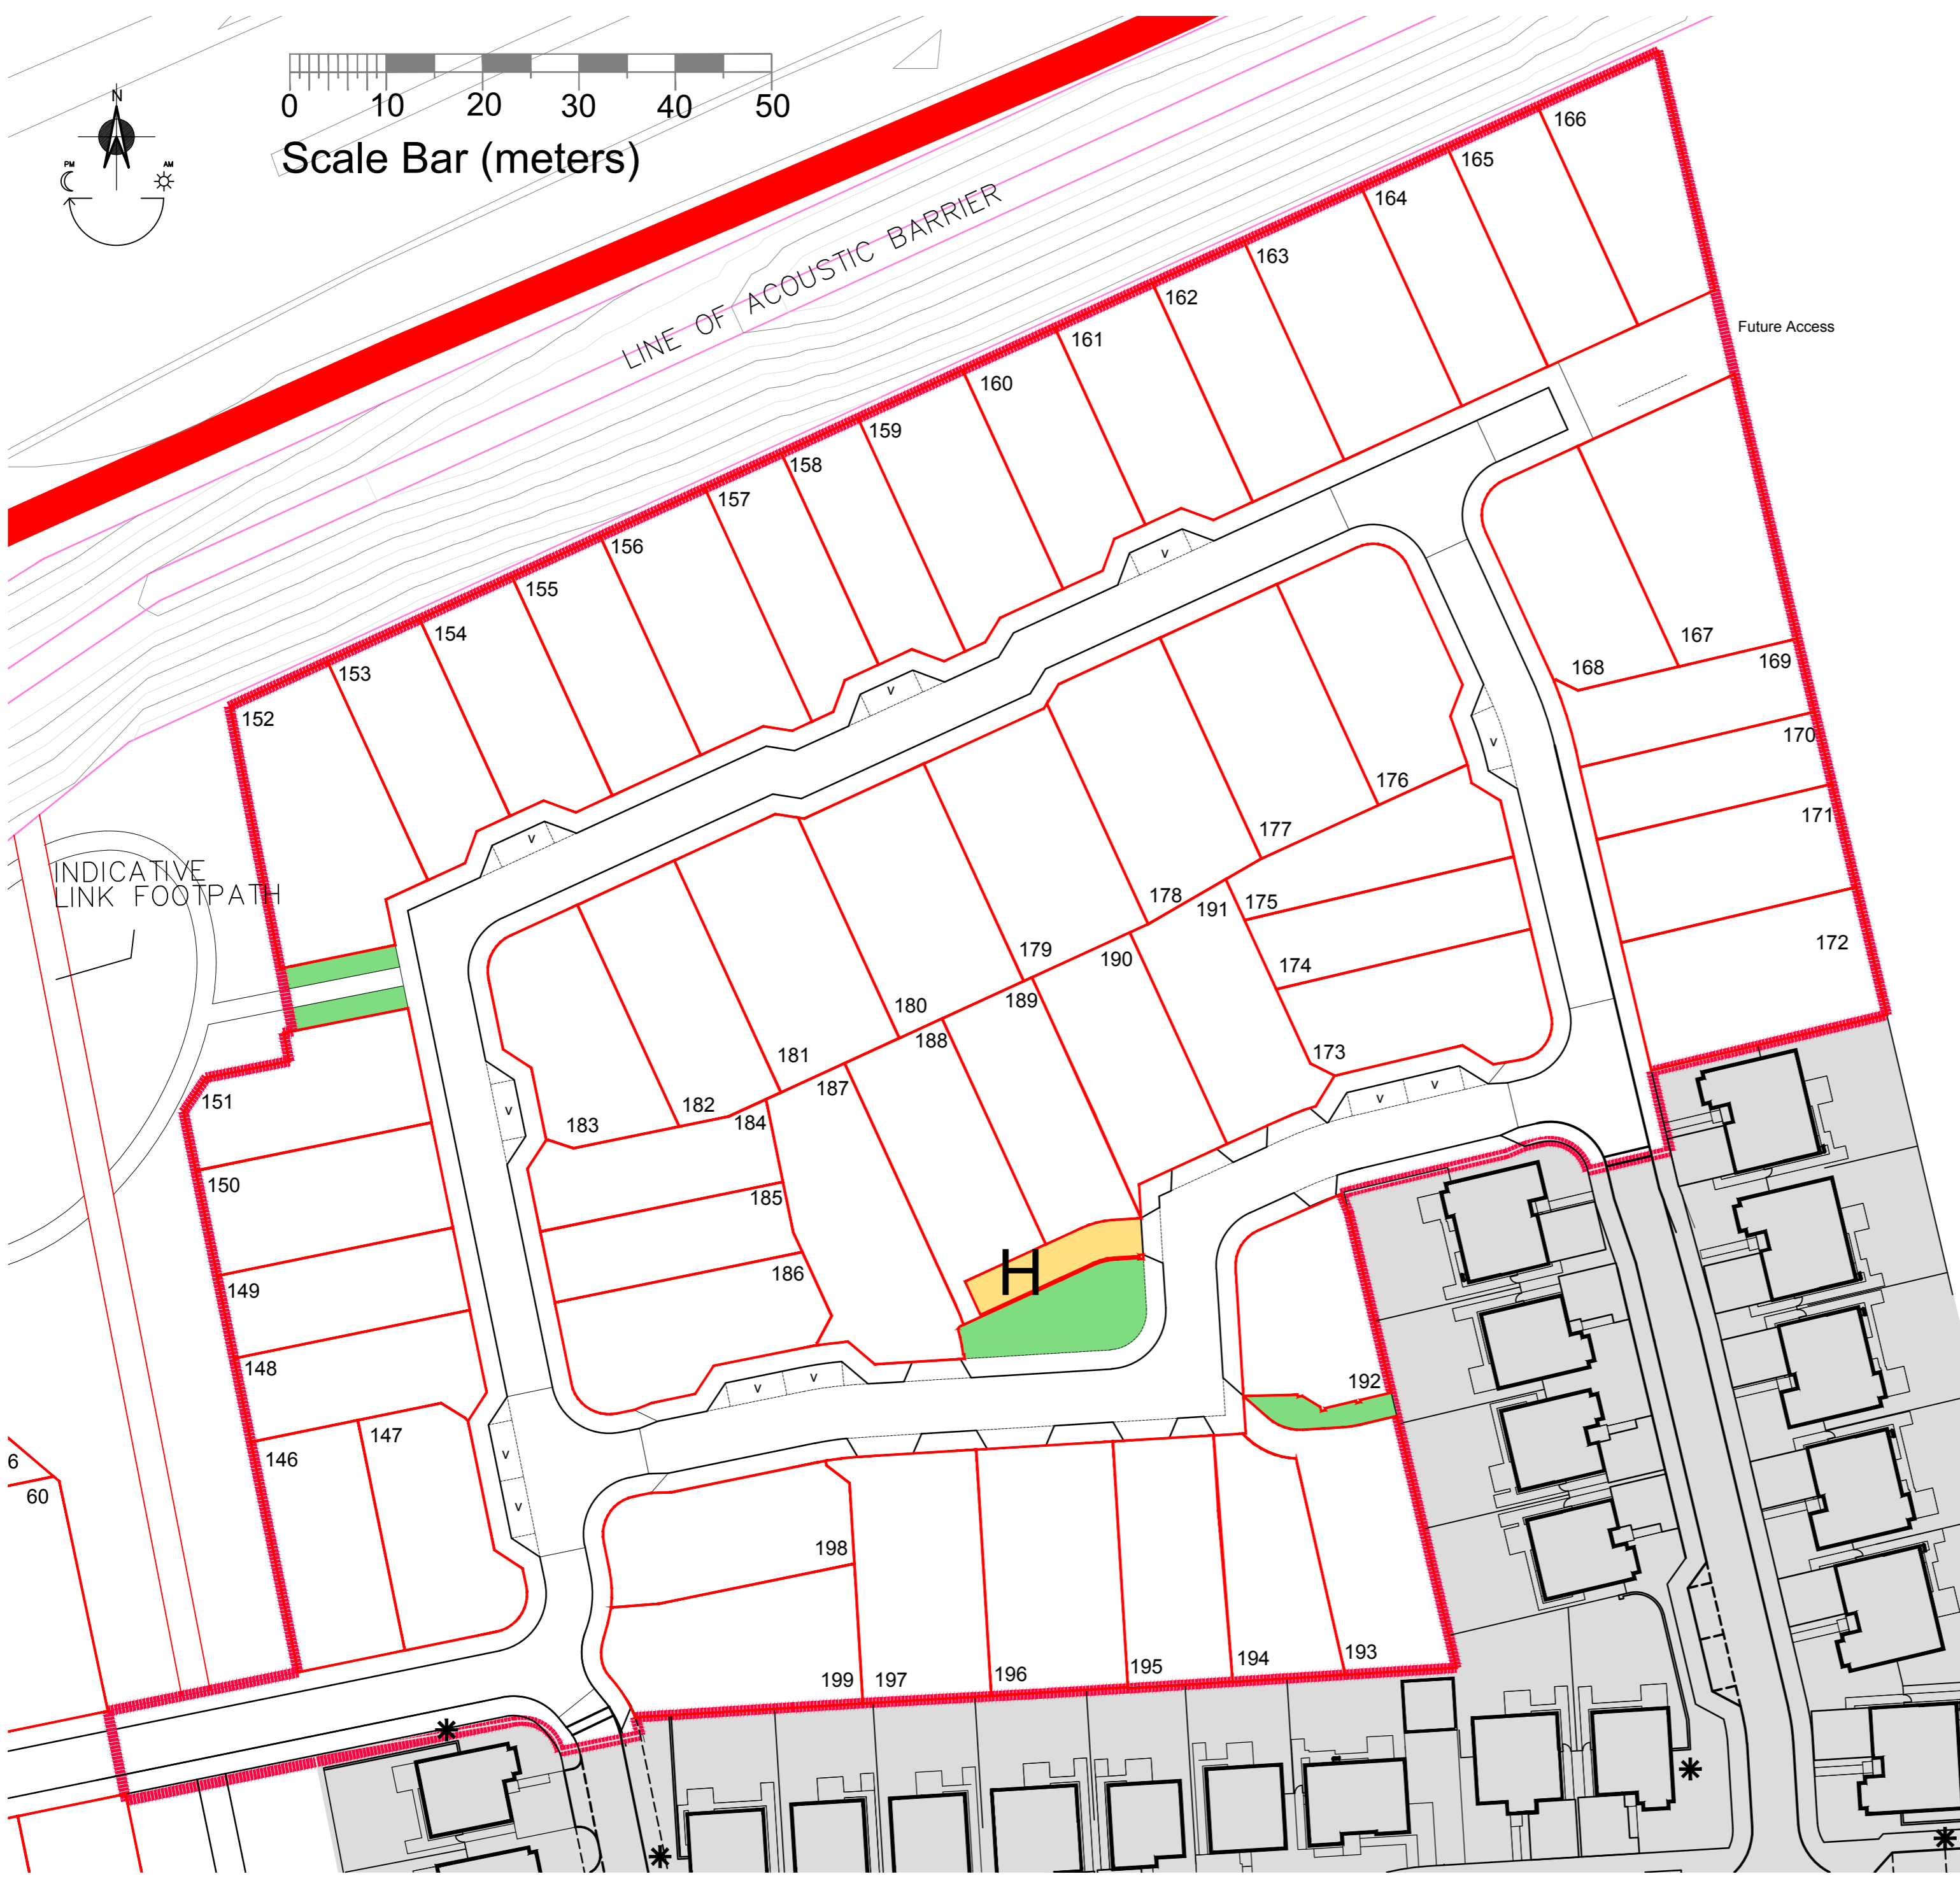 N
PM
AM
0 10 20 30 40 50
Scale Bar (meters)
LINE OF ACOUSTIC BARRIER
166
165
164
163
162
161
160
159
158
157
156
155
154
153
152
Future Access
167
168
169
170
171
172
176
177
178
191
175
174
173
179
190
189
180
188
181
187
182
183
184
185
186
INDICATIVE
LINK FOOTPATH
151
150
149
148
147
146
6
60
H
192
198
199
197
196
195
194
193
v
v
v
v
v
v
v
v
v
v
v